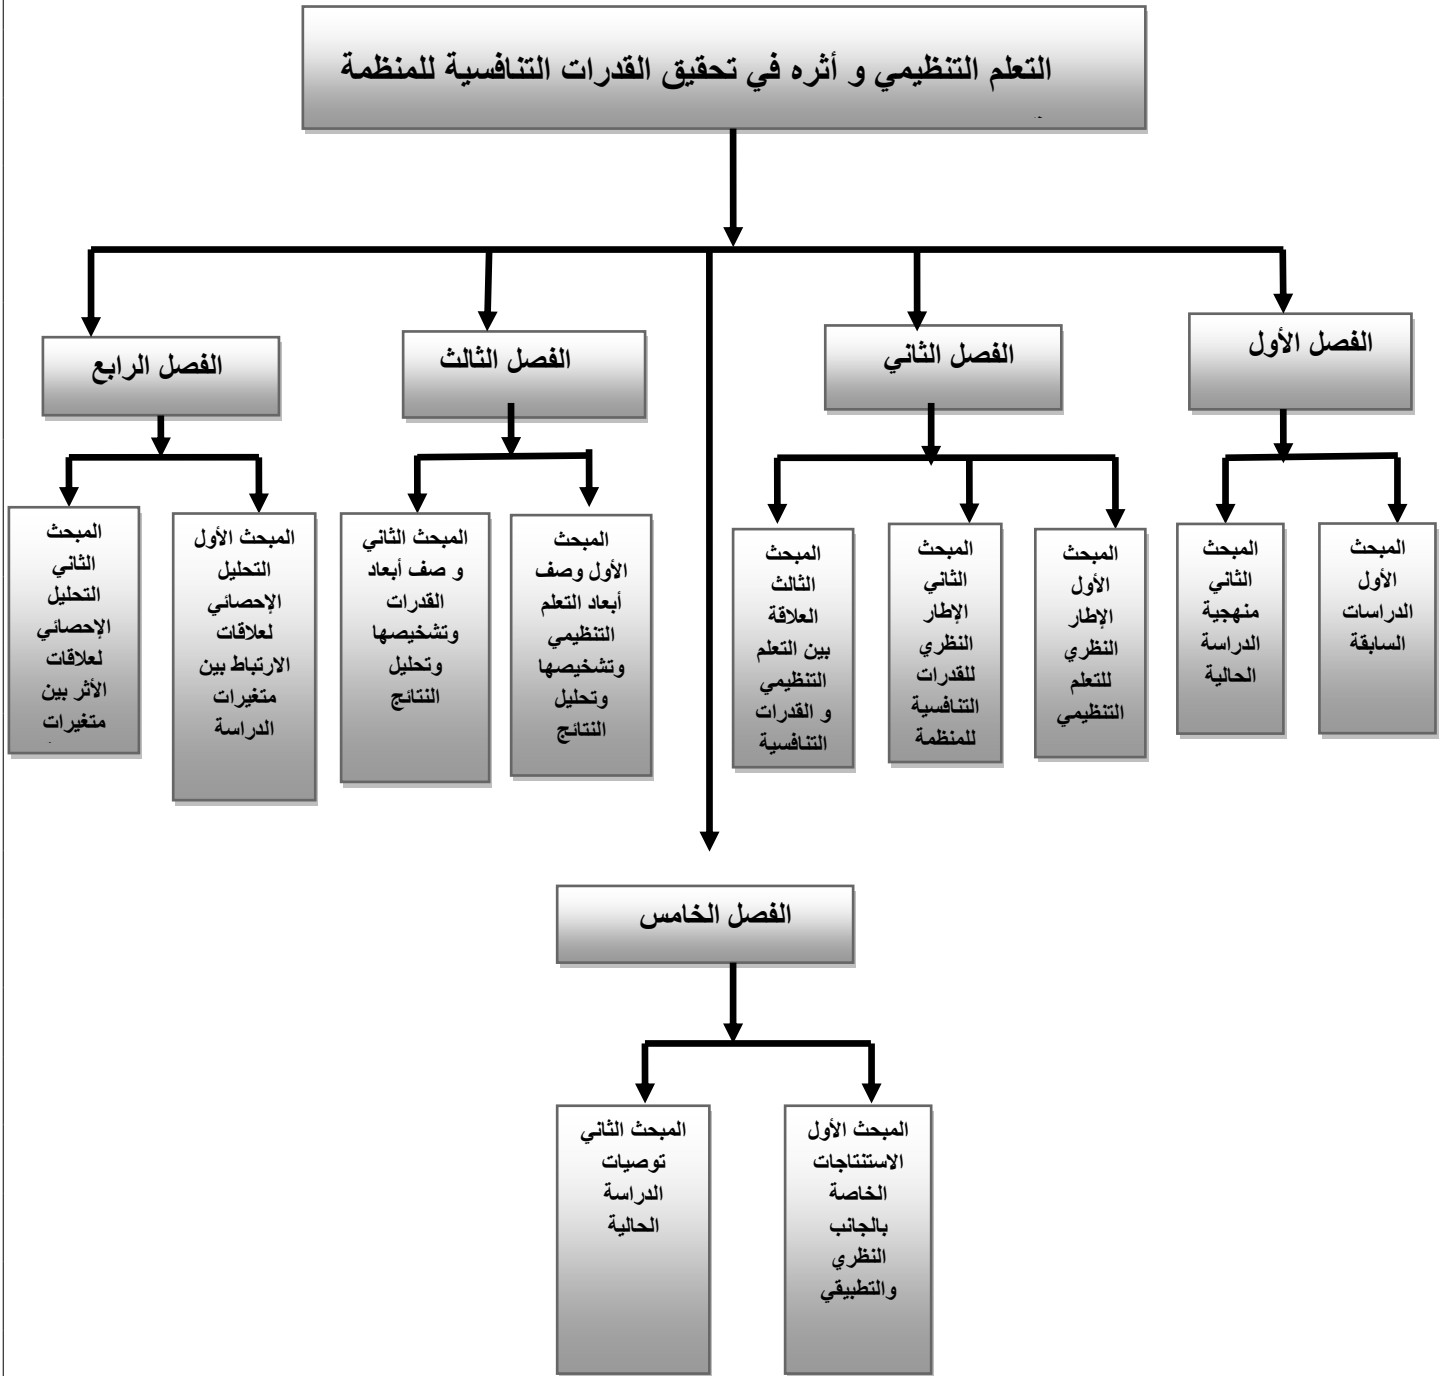 التعلم التنظيمي و أثره في تحقيق القدرات التنافسية للمنظمة
الفصل الأول
الفصل الثاني
الفصل الثالث
الفصل الرابع
المبحث
الأول
الدراسات
السابقة
المبحث
الثاني
منهجية
الدراسة
الحالية
المبحث
الأول
الإطار
النظري
للتعلم
التنظيمي
المبحث
الثاني
الإطار
النظري
للقدرات
التنافسية
للمنظمة
المبحث
الثالث
العلاقة
بين التعلم
التنظيمي
و القدرات
التنافسية
المبحث
الأول وصف
أبعاد التعلم
التنظيمي
وتشخيصها
وتحليل
النتائج
المبحث الثاني
و صف أبعاد
القدرات
وتشخيصها
وتحليل
النتائج
المبحث الأول
التحليل
الإحصائي
لعلاقات
الارتباط بين
متغيرات
الدراسة
المبحث
الثاني
التحليل
الإحصائي
لعلاقات
الأثر بين
متغيرات
الفصل الخامس
المبحث الأول
الاستنتاجات
الخاصة
بالجانب
النظري
والتطبيقي
المبحث الثاني
توصيات
الدراسة
الحالية